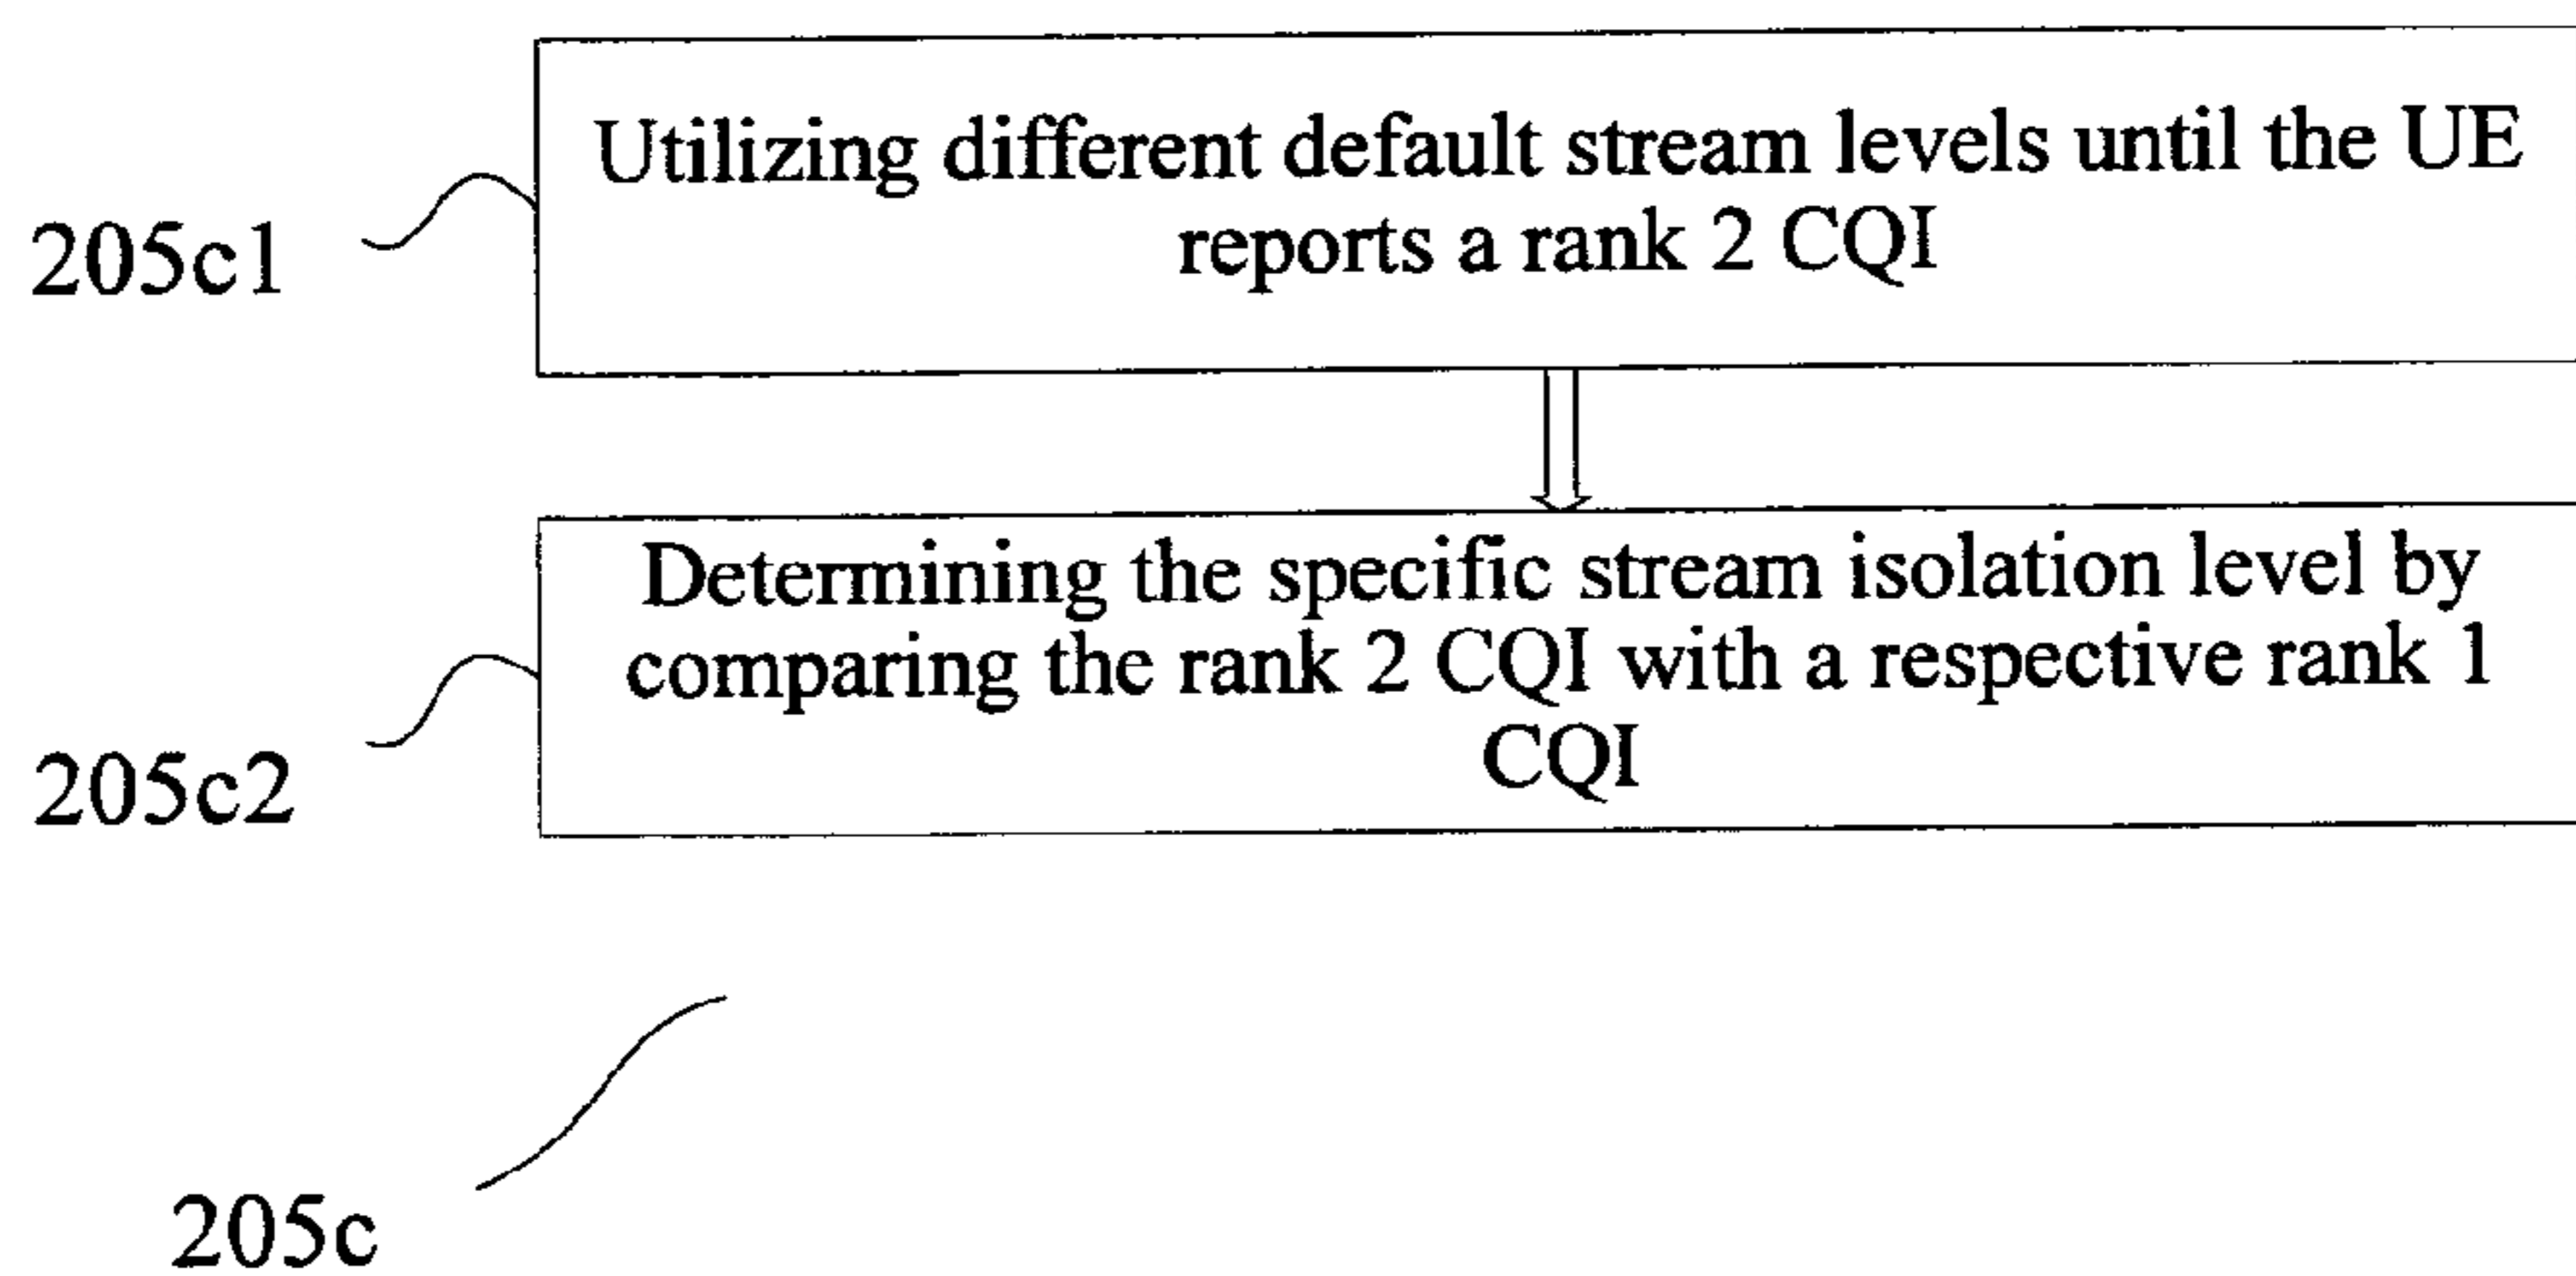 Utilizing different default stream levels until the UE
reports a rank 2 CQI
205c1
Determining the specific stream isolation level by
comparing the rank 2 CQI with a respective rank 1
CQI
205c2
205c